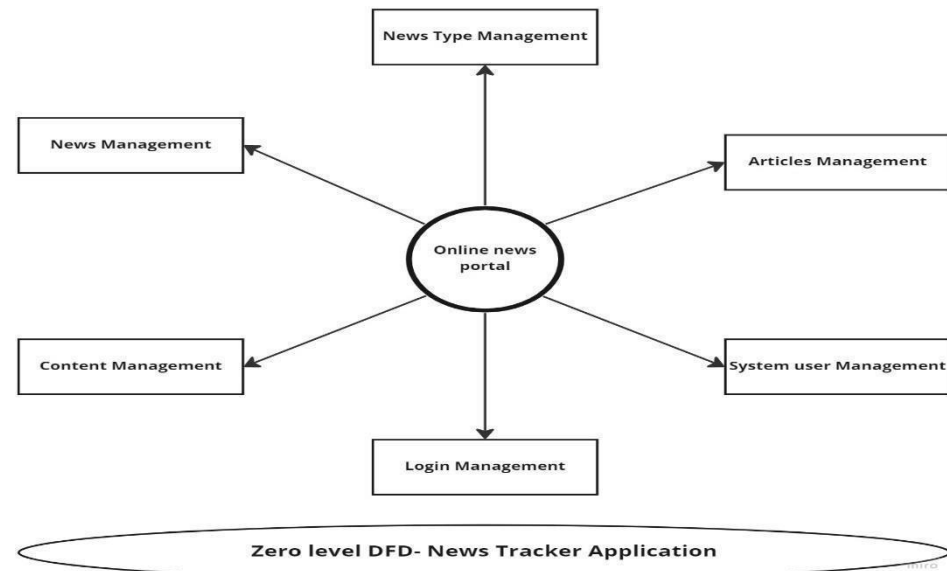 News Type Management
News Management
Articles Management
Online news
portal
Content Management
System user Management
Login Management
Zero level DFD- News Tracker Application
miro